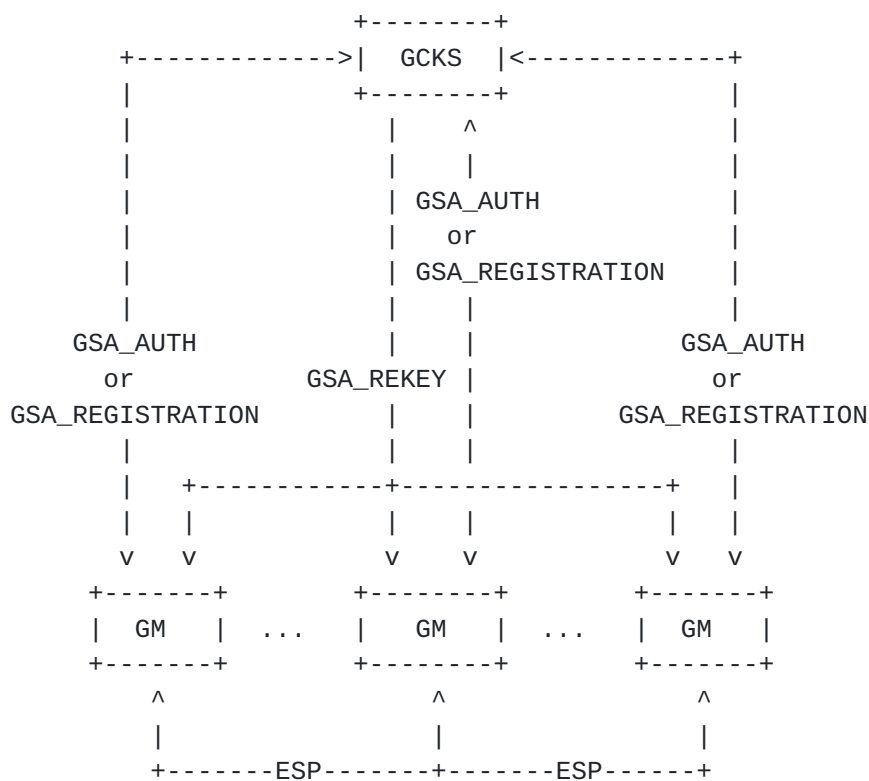 GCKS
GSA_AUTH
or
GSA_REGISTRATION
GSA_AUTH GSA_AUTH
or GSA_REKEY or
GSA_REGISTRATION GSA_REGISTRATION
GM ... GM ... GM
ESP ESP